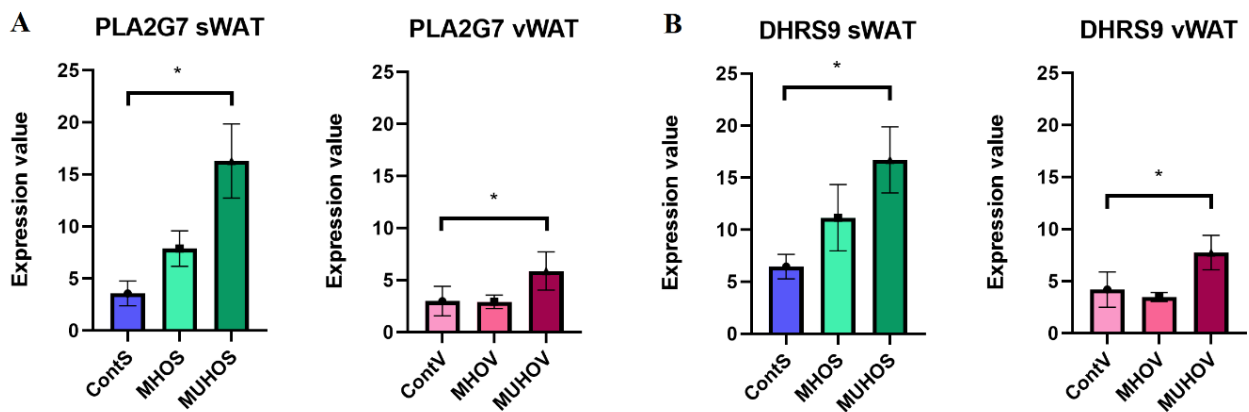 A
PLA2G7 sWAT
Expression value
25
20
15
10
5
0
*
ContS
MHOS
MUHOS
PLA2G7 vWAT
Expression value
25
20
15
10
5
0
*
ContV
MHOV
MUHOV
B
DHRS9 sWAT
Expression value
25
20
15
10
5
0
*
ContS
MHOS
MUHOS
DHRS9 vWAT
Expression value
25
20
15
10
5
0
*
ContV
MHOV
MUHOV